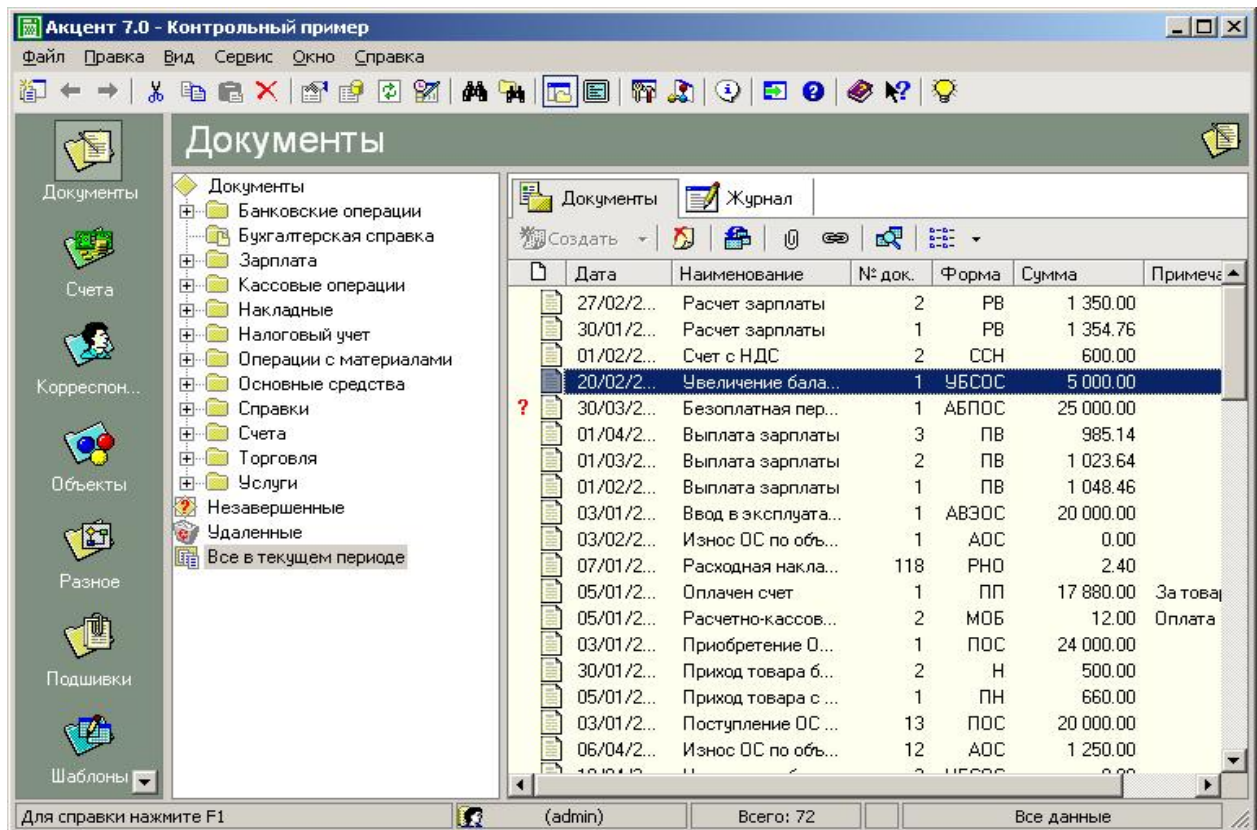 Акцент 7.0 - Контрольный пример
Файл Правка Вид Сервис Окно Справка
Документы
Счета
Корреспон...
Объекты
Разное
Подшивки
Шаблоны
Документы
Документы
Банковские операции
Бухгалтерская справка
Зарплата
Кассовые операции
Накладные
Налоговый учет
Операции с материалами
Основные средства
Справки
Счета
Торговля
Услуги
Незавершенные
Удаленные
Все в текущем периоде
Документы Журнал
Создать
Дата Наименование № док. Форма Сумма Примеча
27/02/2... Расчет зарплаты 2 РВ 1 350.00
30/01/2... Расчет зарплаты 1 РВ 1 354.76
01/02/2... Счет с НДС 2 ССН 600.00
20/02/2... Увеличение бала... 1 УБСОС 5 000.00
? 30/03/2... Безоплатная пер... 1 АБПОС 25 000.00
01/04/2... Выплата зарплаты 3 ПВ 985.14
01/03/2... Выплата зарплаты 2 ПВ 1 023.64
01/02/2... Выплата зарплаты 1 ПВ 1 048.46
03/01/2... Ввод в эксплуата... 1 АВЗОС 20 000.00
03/02/2... Износ ОС по объ... 1 АОС 0.00
07/01/2... Расходная накла... 118 РНО 2.40
05/01/2... Оплачен счет 1 ПП 17 880.00 За това
05/01/2... Расчетно-кассов... 2 МОБ 12.00 Оплата
03/01/2... Приобретение О... 1 ПОС 24 000.00
30/01/2... Приход товара б... 2 Н 500.00
05/01/2... Приход товара с ... 1 ПН 660.00
03/01/2... Поступление ОС ... 13 ПОС 20 000.00
06/04/2... Износ ОС по объ... 12 АОС 1 250.00
Для справки нажмите F1 (admin) Всего: 72 Все данные